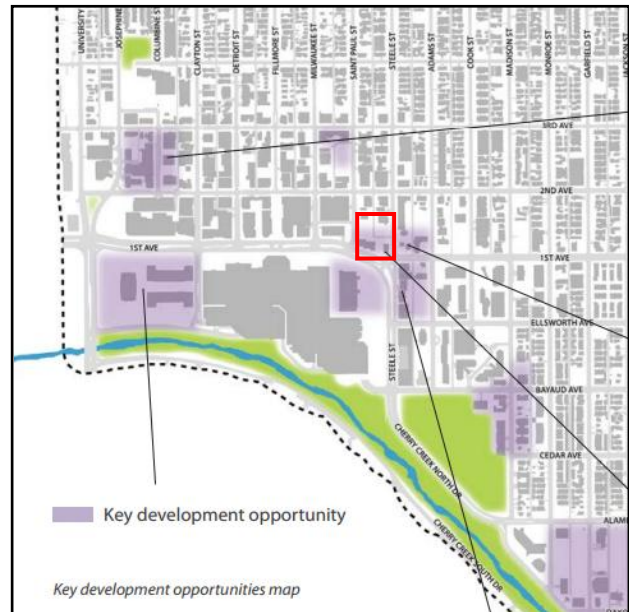 UNIVERSITY
JOSEPHINE ST
COLUMBINE ST
CLAYTON ST
DETROIT ST
FILLMORE ST
MILWAUKEE ST
SAINT PAUL ST
STEELE ST
ADAMS ST
COOK ST
MADISON ST
MONROE ST
GARFIELD ST
JACKSON
3RD AVE
2ND AVE
1ST AVE
1ST AVE
ELLSWORTH AVE
STEELE ST
BAYAUD AVE
CEDAR AVE
CHERRY CREEK NORTH DR
CHERRY CREEK SOUTH DR
ALAM
Key development opportunity
Key development opportunities map